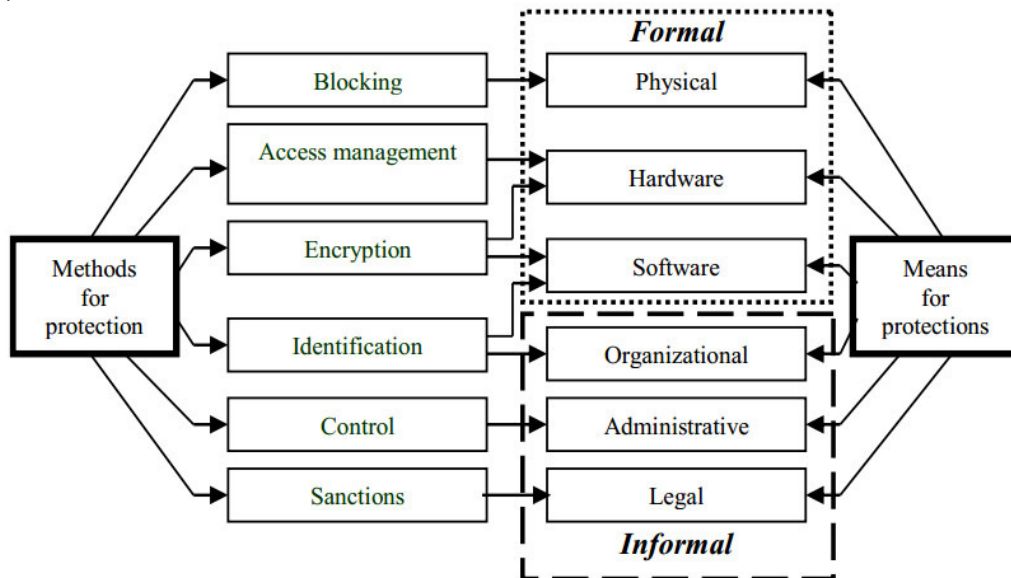 Formal
Blocking
Physical
Access management
Hardware
Encryption
Software
Methods
for
protection
Means
for
protections
Identification
Organizational
Control
Administrative
Sanctions
Legal
Informal